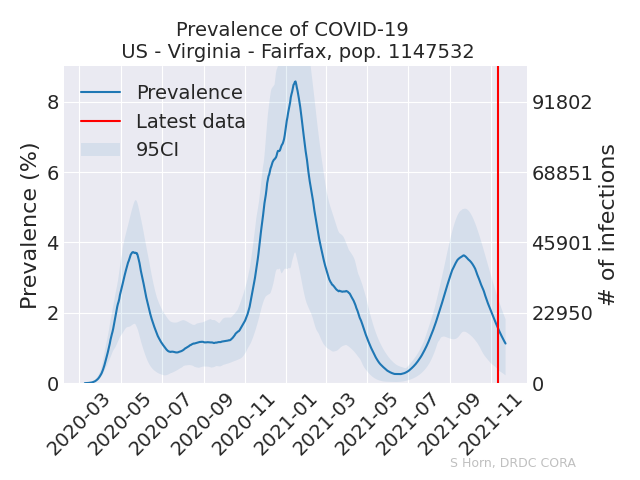 Prevalence of COVID-19
US - Virginia - Fairfax, pop. 1147532
Prevalence
Latest data
95CI
Prevalence (%)
8
6
4
2
0
91802
68851
45901
22950
0
# of infections
2020-03
2020-05
2020-07
2020-09
2020-11
2021-01
2021-03
2021-05
2021-07
2021-09
2021-11
S Horn, DRDC CORA